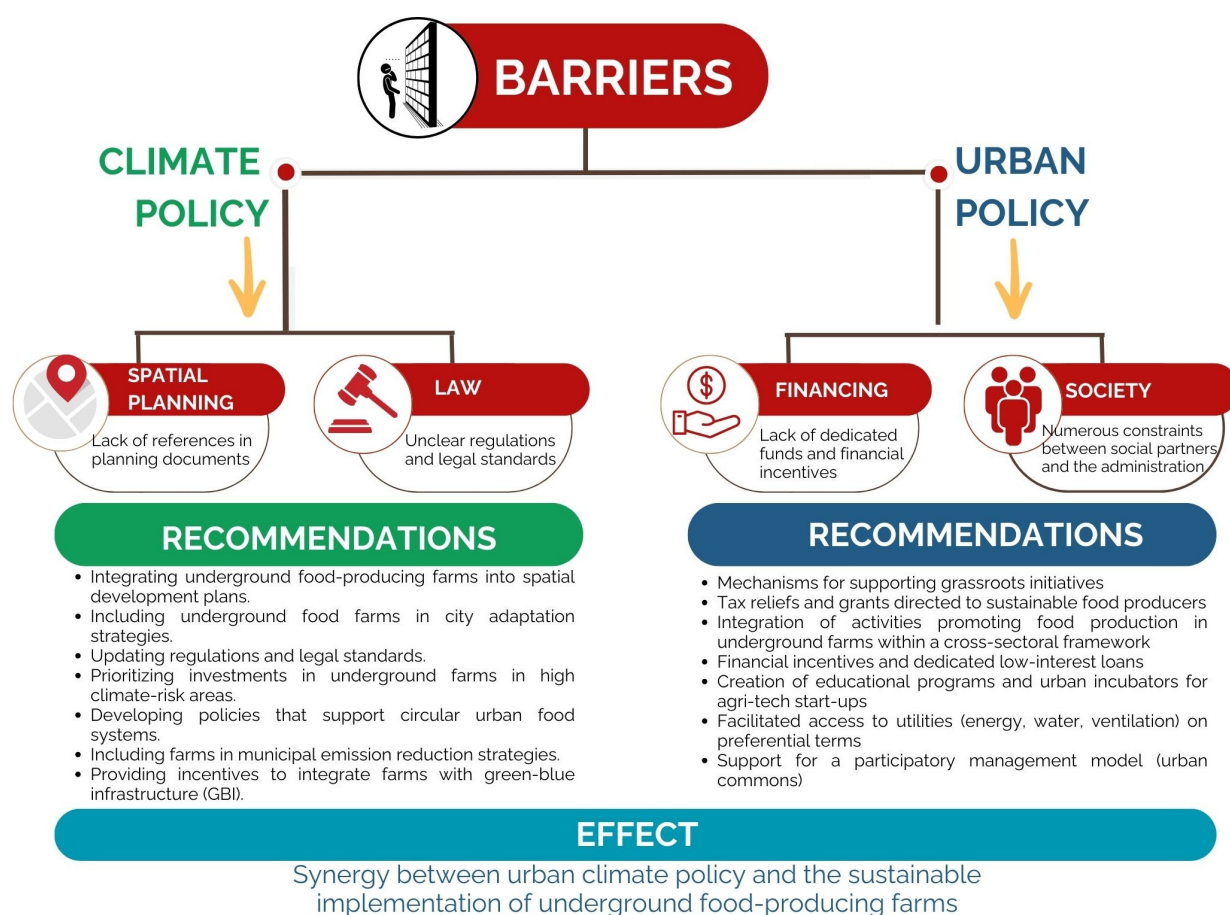 BARRIERS
CLIMATE
POLICY
URBAN
POLICY
SPATIAL
PLANNING
Lack of references in
planning documents
LAW
Unclear regulations
and legal standards
$
FINANCING
Lack of dedicated
funds and financial
incentives
SOCIETY
Numerous constraints
between social partners
and the administration
RECOMMENDATIONS
• Integrating underground food-producing farms into spatial
development plans.
• Including underground food farms in city adaptation
strategies.
• Updating regulations and legal standards.
• Prioritizing investments in underground farms in high
climate-risk areas.
• Developing policies that support circular urban food
systems.
• Including farms in municipal emission reduction strategies.
• Providing incentives to integrate farms with green-blue
infrastructure (GBI).
RECOMMENDATIONS
• Mechanisms for supporting grassroots initiatives
• Tax reliefs and grants directed to sustainable food producers
• Integration of activities promoting food production in
underground farms within a cross-sectoral framework
• Financial incentives and dedicated low-interest loans
• Creation of educational programs and urban incubators for
agri-tech start-ups
• Facilitated access to utilities (energy, water, ventilation) on
preferential terms
• Support for a participatory management model (urban
commons)
EFFECT
Synergy between urban climate policy and the sustainable
implementation of underground food-producing farms